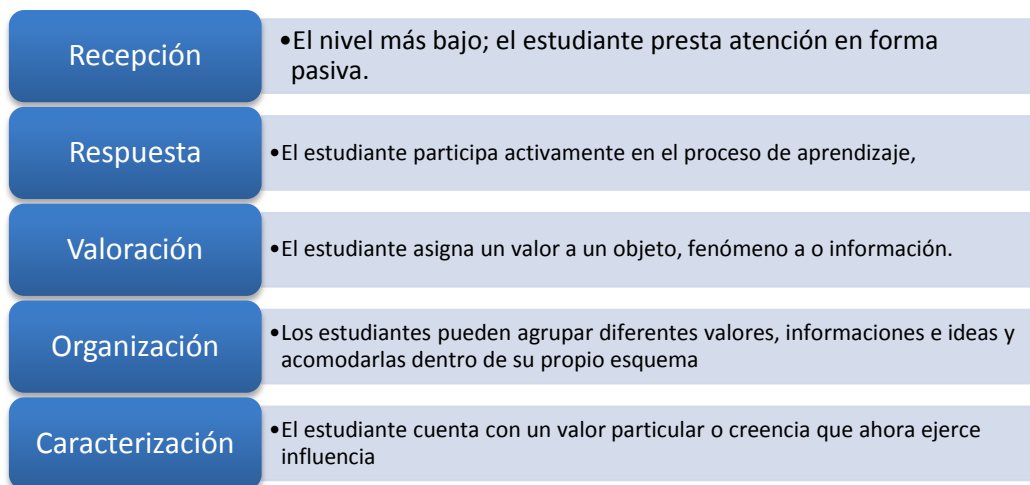 Recepción
•El nivel más bajo; el estudiante presta atención en forma
pasiva.
Respuesta
•El estudiante participa activamente en el proceso de aprendizaje,
Valoración
•El estudiante asigna un valor a un objeto, fenómeno a o información.
Organización
•Los estudiantes pueden agrupar diferentes valores, informaciones e ideas y
acomodarlas dentro de su propio esquema
Caracterización
•El estudiante cuenta con un valor particular o creencia que ahora ejerce
influencia